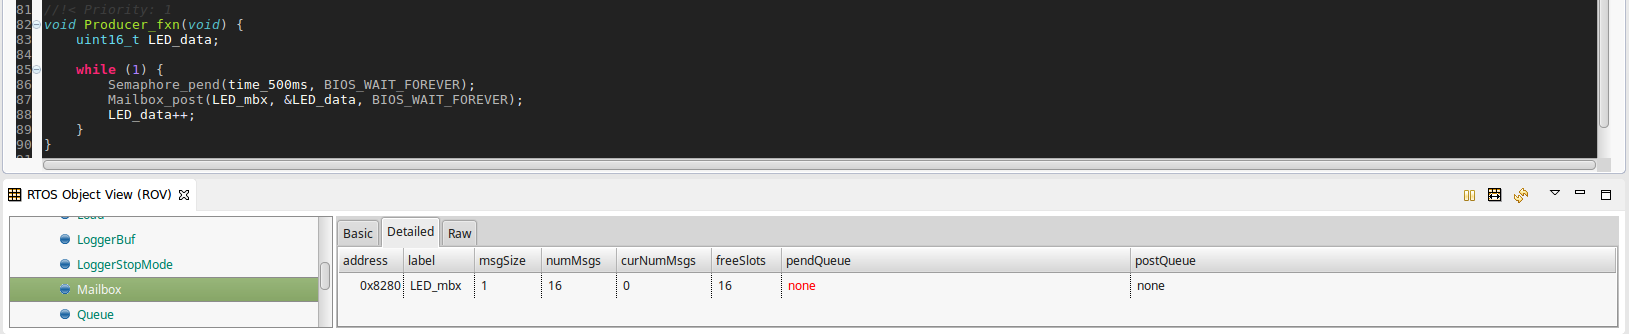 81 //!< Priority: 1
82 void Producer_fxn(void) {
83 uint16_t LED_data;
84
85 while (1) {
86 Semaphore_pend(time_500ms, BIOS_WAIT_FOREVER);
87 Mailbox_post(LED_mbx, &LED_data, BIOS_WAIT_FOREVER);
88 LED_data++;
89 }
90 }
RTOS Object View (ROV)
Load
LoggerBuf
LoggerStopMode
Mailbox
Queue
Basic Detailed Raw
address label msgSize numMsgs curNumMsgs freeSlots pendQueue postQueue
0x8280 LED_mbx 1 16 0 16 none none